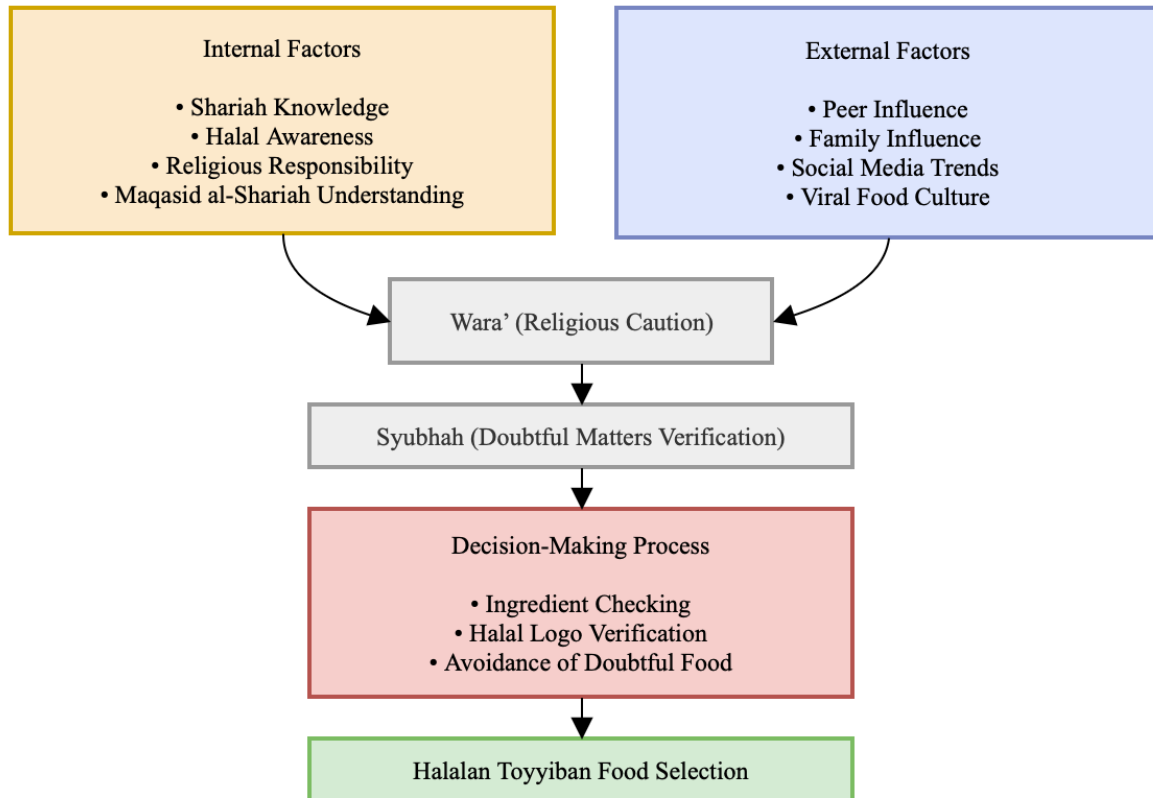 Internal Factors
• Shariah Knowledge
• Halal Awareness
• Religious Responsibility
• Maqasid al-Shariah Understanding
External Factors
• Peer Influence
• Family Influence
• Social Media Trends
• Viral Food Culture
Wara’ (Religious Caution)
Syubhah (Doubtful Matters Verification)
Decision-Making Process
• Ingredient Checking
• Halal Logo Verification
• Avoidance of Doubtful Food
Halalan Toyyiban Food Selection